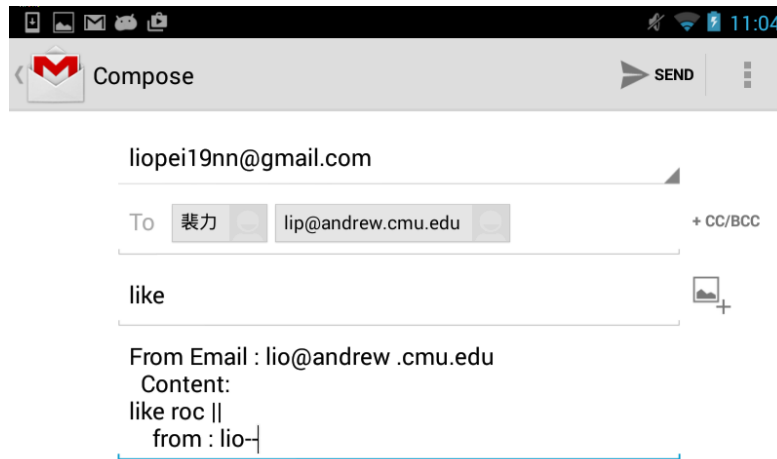 11:04
Compose
SEND
liopei19nn@gmail.com
To 裴力 lip@andrew.cmu.edu
+ CC/BCC
like
From Email : lio@andrew .cmu.edu
Content:
like roc ||
from : lio--